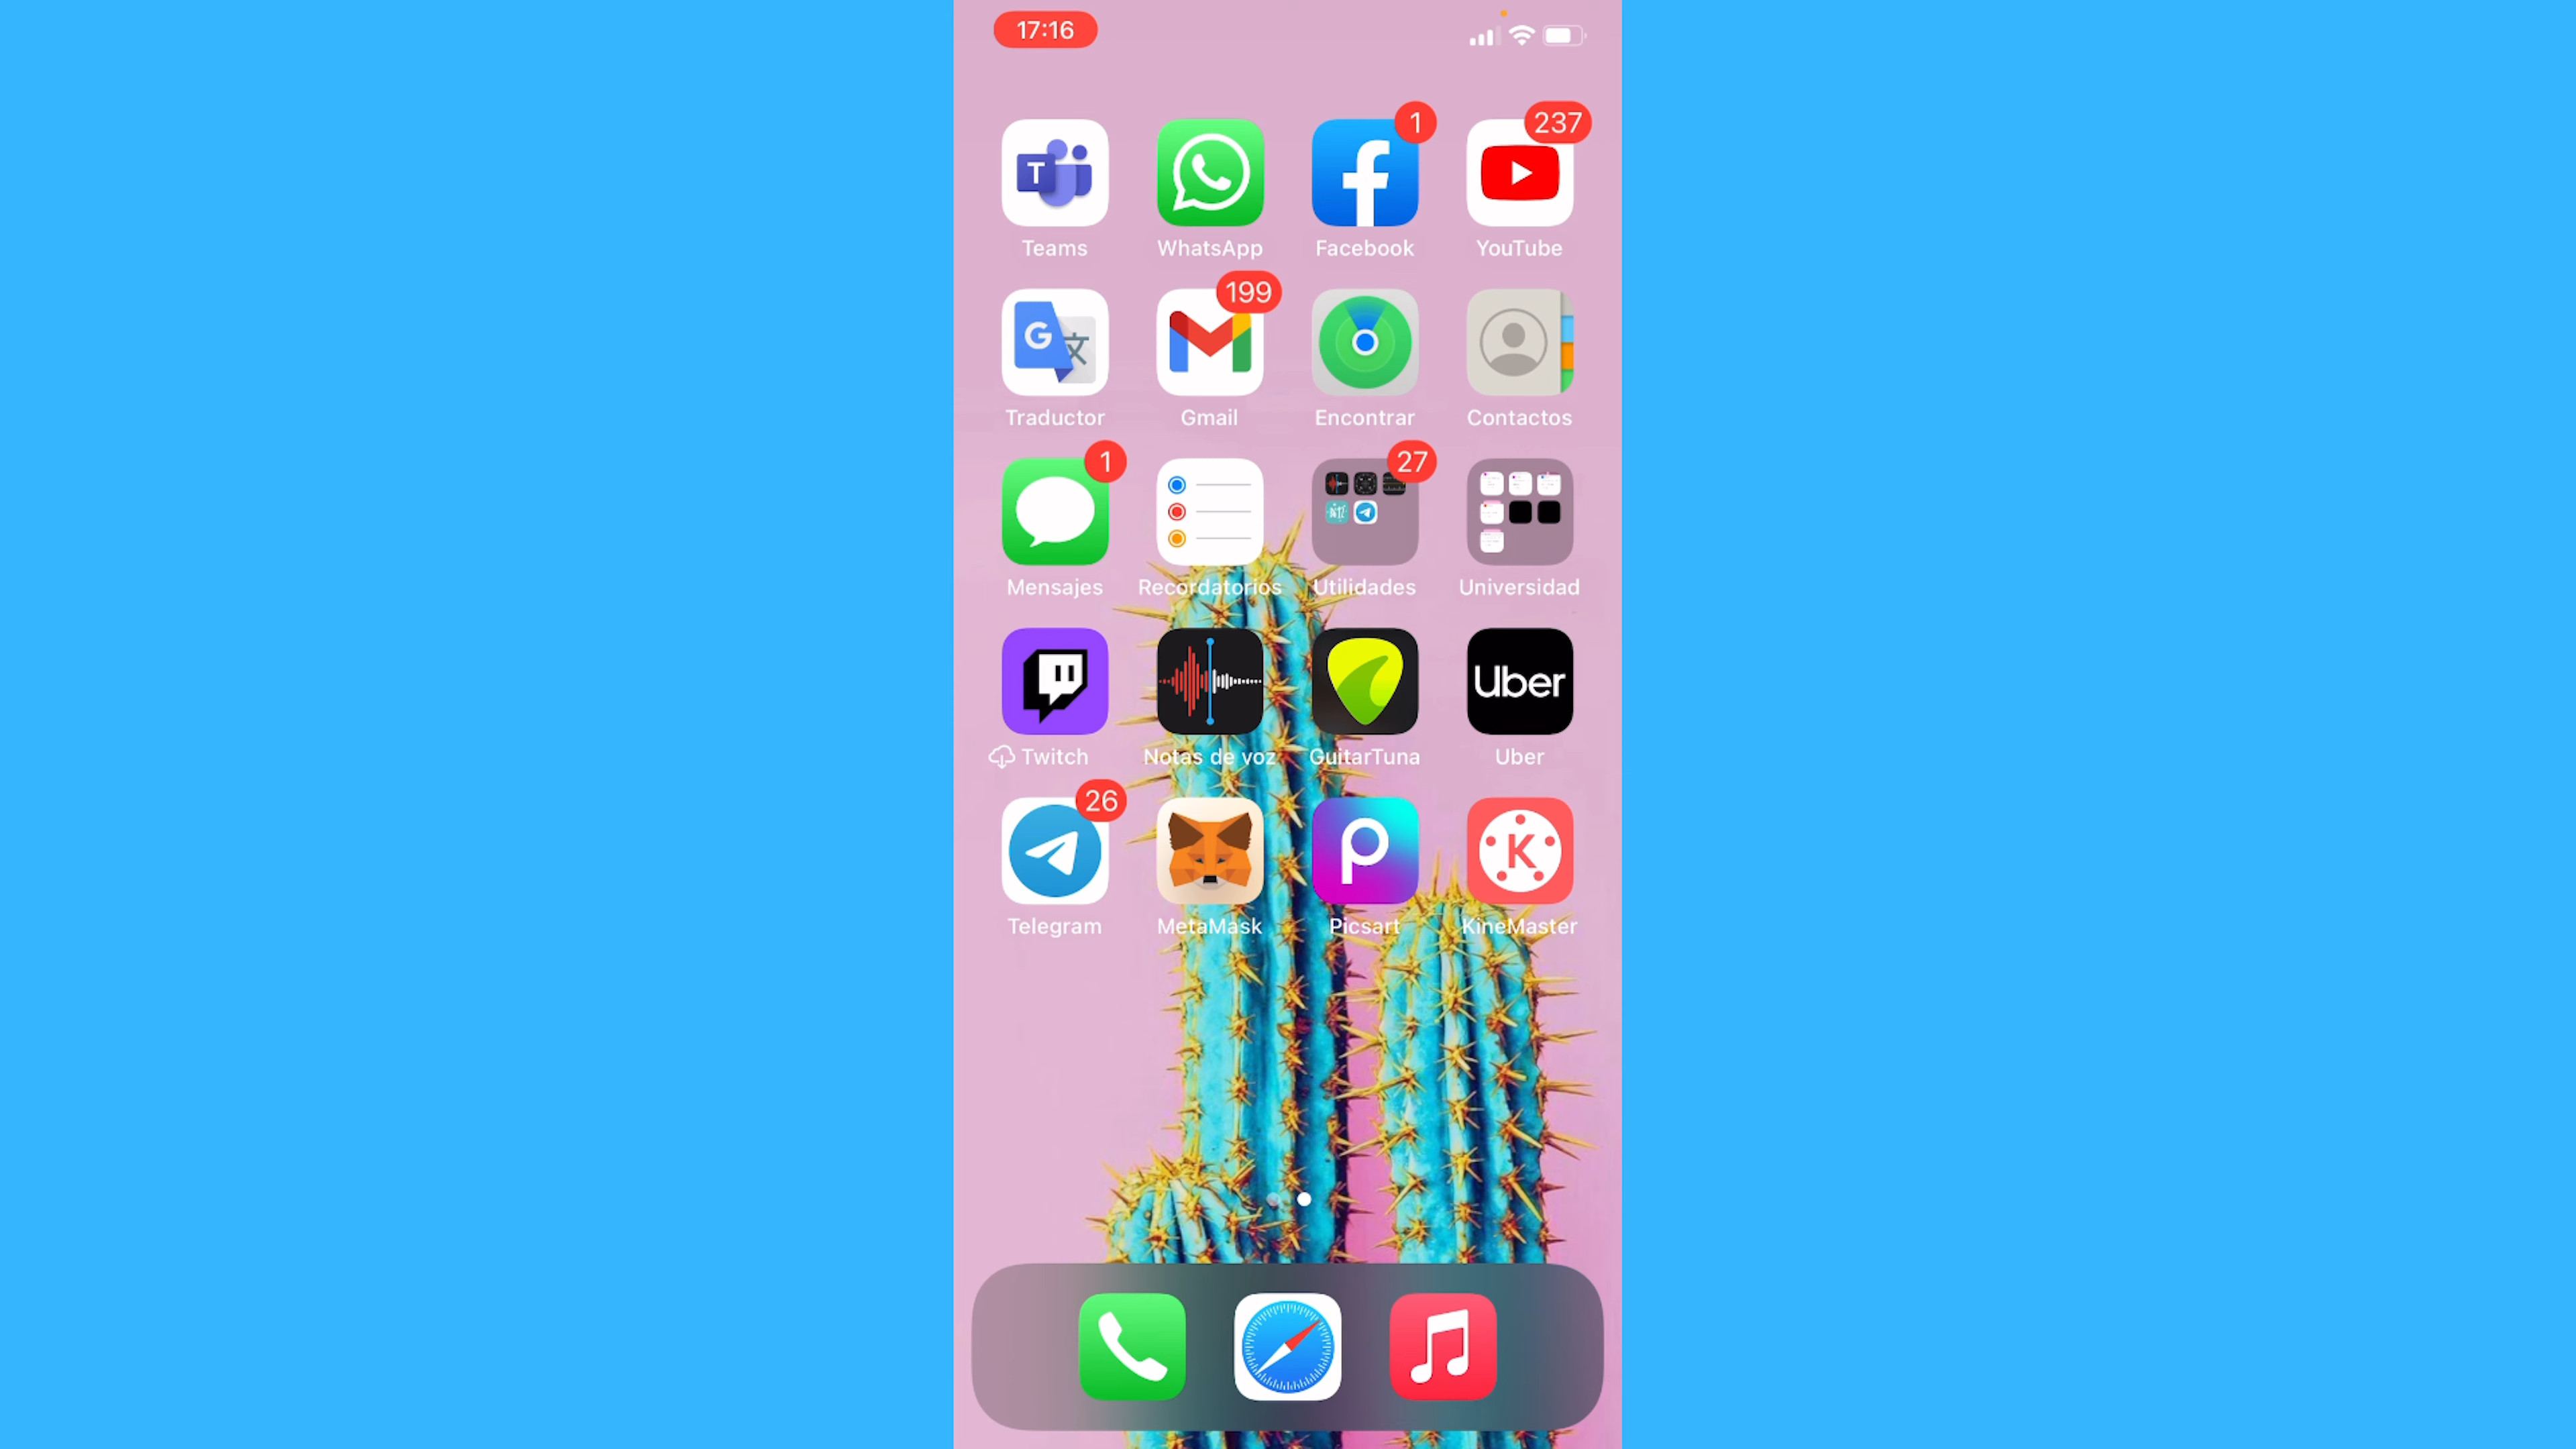 17:16
1
237
T
Teams
WhatsApp
Facebook
YouTube
199
G 文
Traductor
Gmail
Encontrar
Contactos
1
27
Mensajes
Recordatorios
Utilidades
Universidad
Uber
Twitch
Notas de voz
GuitarTuna
Uber
26
K
Telegram
MetaMask
Picsart
KineMaster